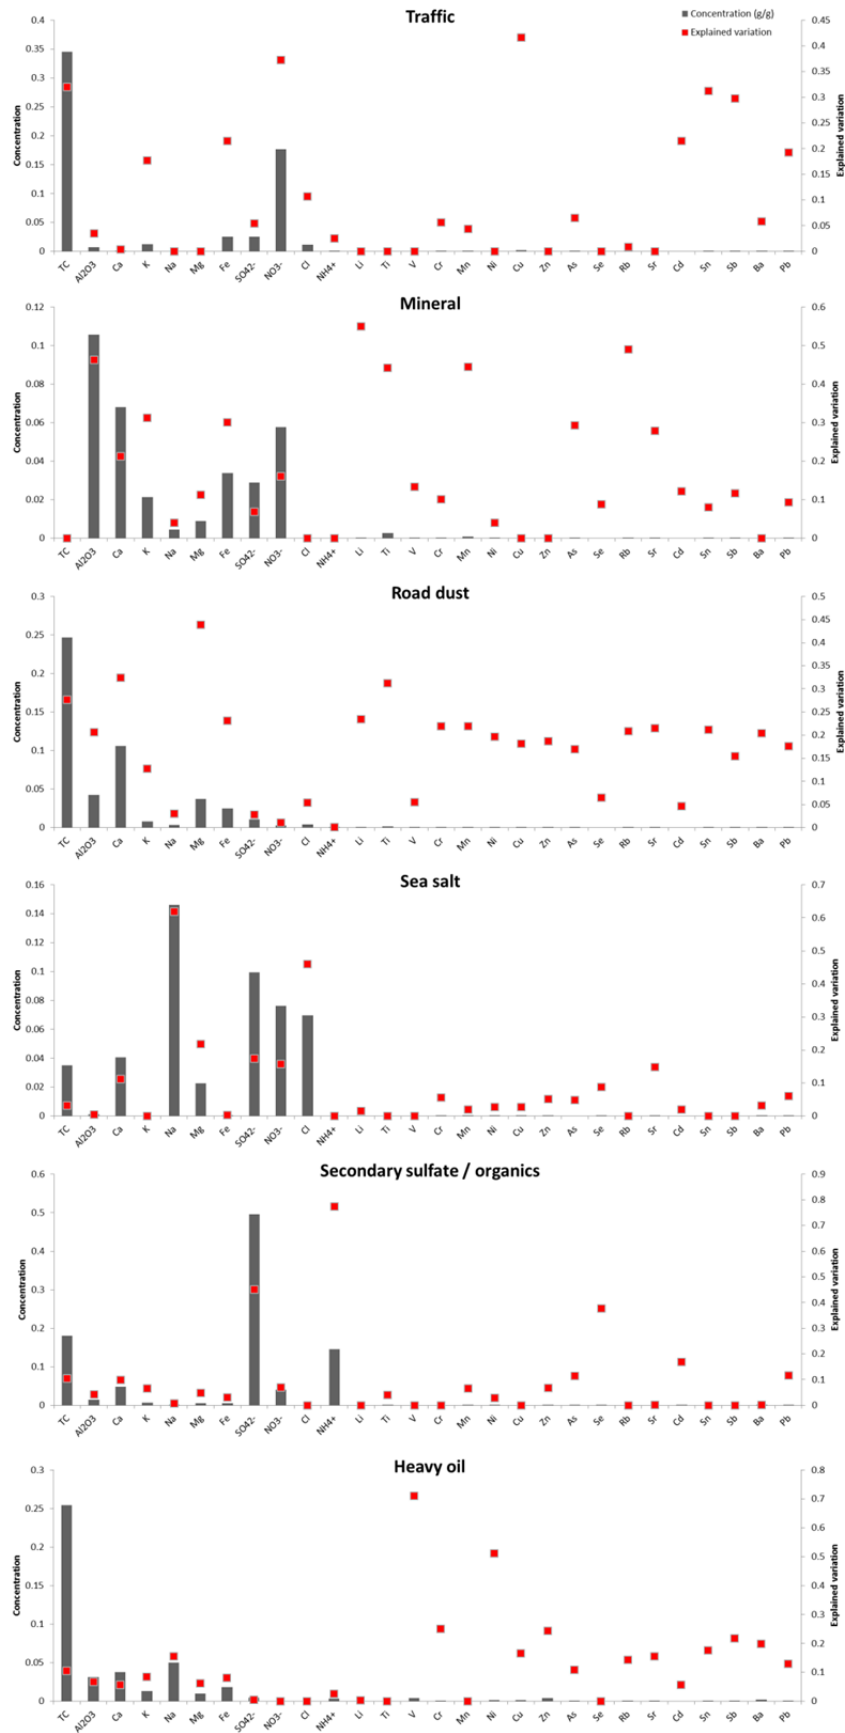 Traffic
Concentration (g/g)
Explained variation
0.4 0.35 0.3 0.25 0.2 0.15 0.1 0.05 0
Concentration
0.45 0.4 0.35 0.3 0.25 0.2 0.15 0.1 0.05 0
Explained variation
TC Al2O3 Ca K Na Mg Fe SO42- NO3- Cl NH4+ Li Ti V Cr Mn Ni Cu Zn As Se Rb Sr Cd Sn Sb Ba Pb
Mineral
0.12 0.1 0.08 0.06 0.04 0.02 0
Concentration
0.6 0.5 0.4 0.3 0.2 0.1 0
Explained variation
TC Al2O3 Ca K Na Mg Fe SO42- NO3- Cl NH4+ Li Ti V Cr Mn Ni Cu Zn As Se Rb Sr Cd Sn Sb Ba Pb
Road dust
0.3 0.25 0.2 0.15 0.1 0.05 0
Concentration
0.5 0.45 0.4 0.35 0.3 0.25 0.2 0.15 0.1 0.05 0
Explained variation
TC Al2O3 Ca K Na Mg Fe SO42- NO3- Cl NH4+ Li Ti V Cr Mn Ni Cu Zn As Se Rb Sr Cd Sn Sb Ba Pb
Sea salt
0.16 0.14 0.12 0.1 0.08 0.06 0.04 0.02 0
Concentration
0.7 0.6 0.5 0.4 0.3 0.2 0.1 0
Explained variation
TC Al2O3 Ca K Na Mg Fe SO42- NO3- Cl NH4+ Li Ti V Cr Mn Ni Cu Zn As Se Rb Sr Cd Sn Sb Ba Pb
Secondary sulfate / organics
0.6 0.5 0.4 0.3 0.2 0.1 0
Concentration
0.9 0.8 0.7 0.6 0.5 0.4 0.3 0.2 0.1 0
Explained variation
TC Al2O3 Ca K Na Mg Fe SO42- NO3- Cl NH4+ Li Ti V Cr Mn Ni Cu Zn As Se Rb Sr Cd Sn Sb Ba Pb
Heavy oil
0.3 0.25 0.2 0.15 0.1 0.05 0
Concentration
0.8 0.7 0.6 0.5 0.4 0.3 0.2 0.1 0
Explained variation
TC Al2O3 Ca K Na Mg Fe SO42- NO3- Cl NH4+ Li Ti V Cr Mn Ni Cu Zn As Se Rb Sr Cd Sn Sb Ba Pb